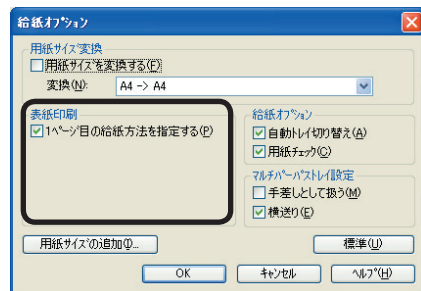 給紙ｵﾌﾟｼｮﾝ
用紙ｻｲｽﾞ変換
用紙ｻｲｽﾞを変換する(F)
変換(N):
A4 -> A4
表紙印刷
1ﾍﾟｰｼﾞ目の給紙方法を指定する(P)
給紙ｵﾌﾟｼｮﾝ
自動ﾄﾚｲ切り替え(A)
用紙ﾁｪｯｸ(C)
ﾏﾙﾁﾊﾟｰﾊﾟｽﾄﾚｲ設定
手差しとして扱う(M)
横送り(E)
用紙ｻｲｽﾞの追加(I)...
標準(U)
OK
ｷｬﾝｾﾙ
ﾍﾙﾌﾟ(H)